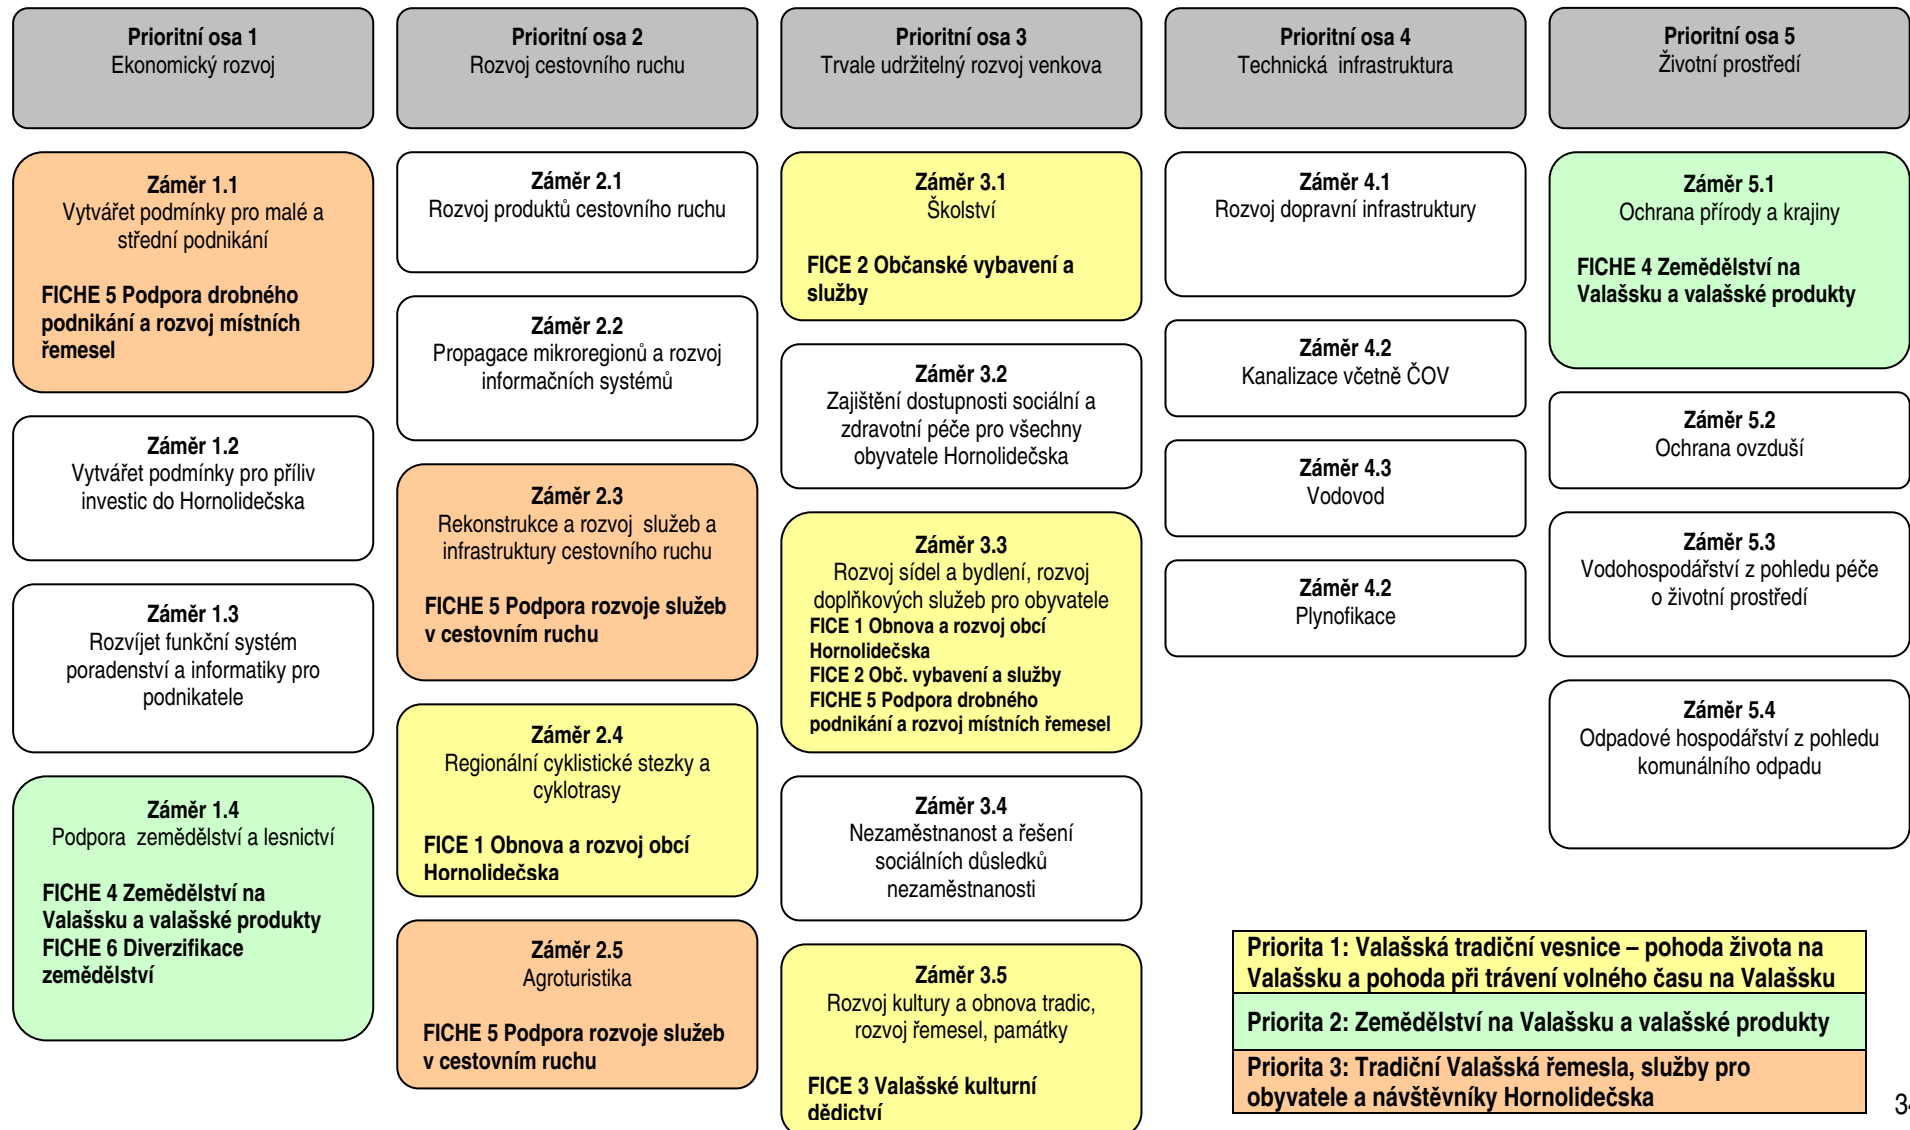 Prioritní osa 1
Ekonomický rozvoj
Záměr 1.1
Vytvářet podmínky pro malé a
střední podnikání
FICHE 5 Podpora drobného
podnikání a rozvoj místních
řemesel
Záměr 1.2
Vytvářet podmínky pro příliv
investic do Hornolidečska
Záměr 1.3
Rozvíjet funkční systém
poradenství a informatiky pro
podnikatele
Záměr 1.4
Podpora  zemědělství a lesnictví
FICHE 4 Zemědělství na
Valašsku a valašské produkty
FICHE 6 Diverzifikace
zemědělství
Prioritní osa 2
Rozvoj cestovního ruchu
Záměr 2.1
Rozvoj produktů cestovního ruchu
Záměr 2.2
Propagace mikroregionů a rozvoj
informačních systémů
Záměr 2.3
Rekonstrukce a rozvoj  služeb a
infrastruktury cestovního ruchu
FICHE 5 Podpora rozvoje služeb
v cestovním ruchu
Záměr 2.4
Regionální cyklistické stezky a
cyklotrasy
FICE 1 Obnova a rozvoj obcí
Hornolidečska
Záměr 2.5
Agroturistika
FICHE 5 Podpora rozvoje služeb
v cestovním ruchu
Prioritní osa 3
Trvale udržitelný rozvoj venkova
Záměr 3.1
Školství
FICE 2 Občanské vybavení a
služby
Záměr 3.2
Zajištění dostupnosti sociální a
zdravotní péče pro všechny
obyvatele Hornolidečska
Záměr 3.3
Rozvoj sídel a bydlení, rozvoj
doplňkových služeb pro obyvatele
FICE 1 Obnova a rozvoj obcí
Hornolidečska
FICE 2 Obč. vybavení a služby
FICHE 5 Podpora drobného
podnikání a rozvoj místních řemesel
Záměr 3.4
Nezaměstnanost a řešení
sociálních důsledků
nezaměstnanosti
Záměr 3.5
Rozvoj kultury a obnova tradic,
rozvoj řemesel, památky
FICE 3 Valašské kulturní
dědictví
Prioritní osa 4
Technická  infrastruktura
Záměr 4.1
Rozvoj dopravní infrastruktury
Záměr 4.2
Kanalizace včetně ČOV
Záměr 4.3
Vodovod
Záměr 4.2
Plynofikace
Prioritní osa 5
Životní prostředí
Záměr 5.1
Ochrana přírody a krajiny
FICHE 4 Zemědělství na
Valašsku a valašské produkty
Záměr 5.2
Ochrana ovzduší
Záměr 5.3
Vodohospodářství z pohledu péče
o životní prostředí
Záměr 5.4
Odpadové hospodářství z pohledu
komunálního odpadu
Priorita 1: Valašská tradiční vesnice – pohoda života na
Valašsku a pohoda při trávení volného času na Valašsku
Priorita 2: Zemědělství na Valašsku a valašské produkty
Priorita 3: Tradiční Valašská řemesla, služby pro
obyvatele a návštěvníky Hornolidečska